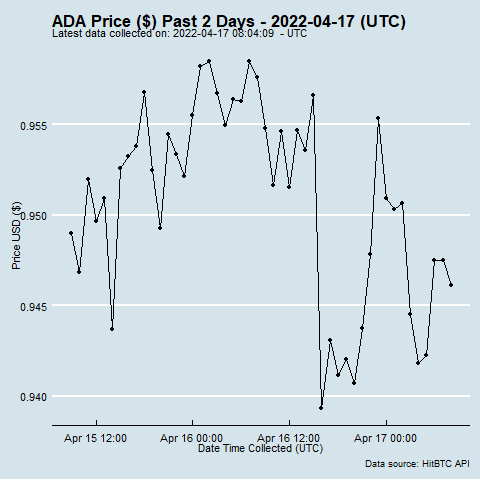 ADA Price ($) Past 2 Days - 2022-04-17 (UTC)
Latest data collected on: 2022-04-17 08:04:09 - UTC
0.955
0.950
0.945
0.940
Price USD ($)
Apr 15 12:00 Apr 16 00:00 Apr 16 12:00 Apr 17 00:00
Date Time Collected (UTC)
Data source: HitBTC API